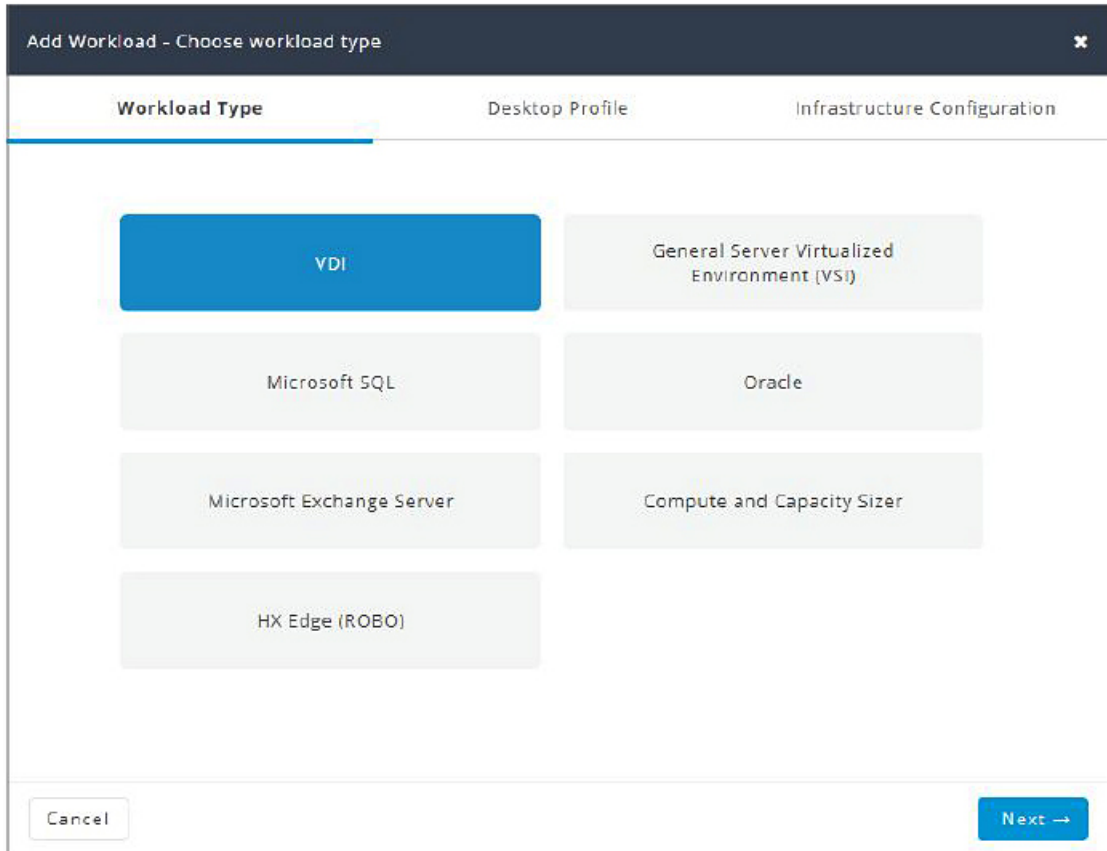 Add Workload - Choose workload type ×
Workload Type Desktop Profile Infrastructure Configuration
VDI
General Server Virtualized
Environment (VSI)
Microsoft SQL
Oracle
Microsoft Exchange Server
Compute and Capacity Sizer
HX Edge (ROBO)
Cancel
Next →